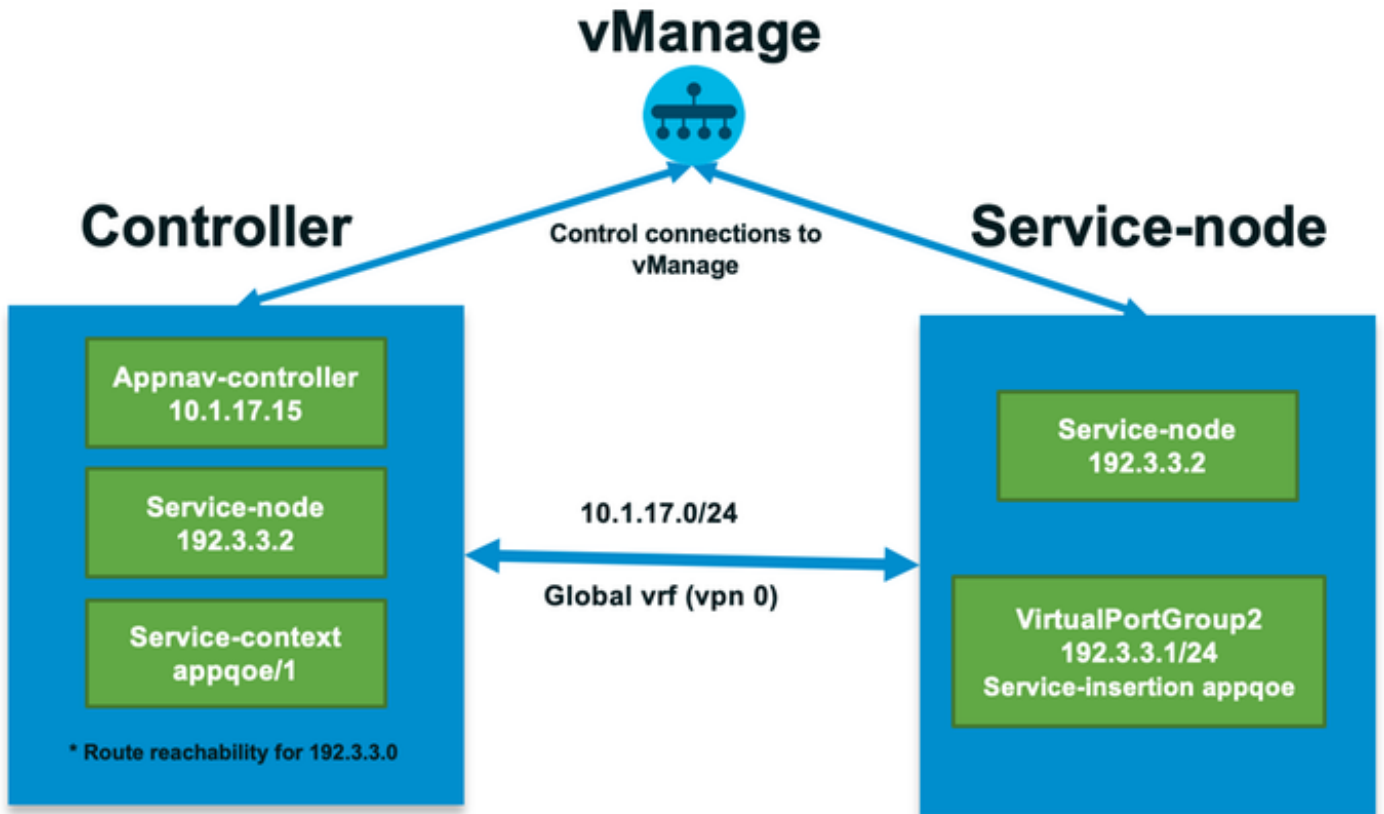 vManage
Controller
Control connections to
vManage
Service-node
Appnav-controller
10.1.17.15
Service-node
192.3.3.2
Service-context
appqoe/1
* Route reachability for 192.3.3.0
10.1.17.0/24
Global vrf (vpn 0)
Service-node
192.3.3.2
VirtualPortGroup2
192.3.3.1/24
Service-insertion appqoe